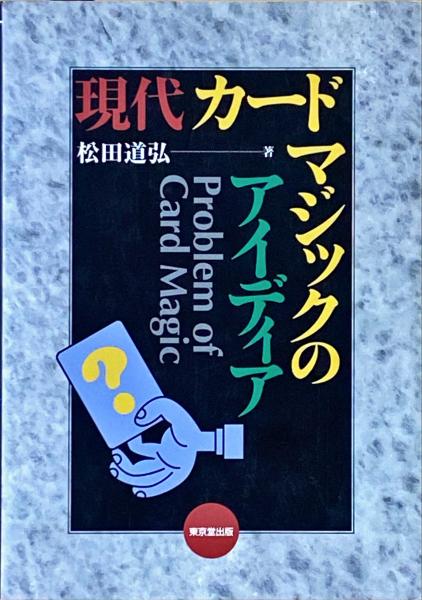 現代カードマジックの
アイディア
松田道弘 著
Problem of
Card Magic
東京堂出版